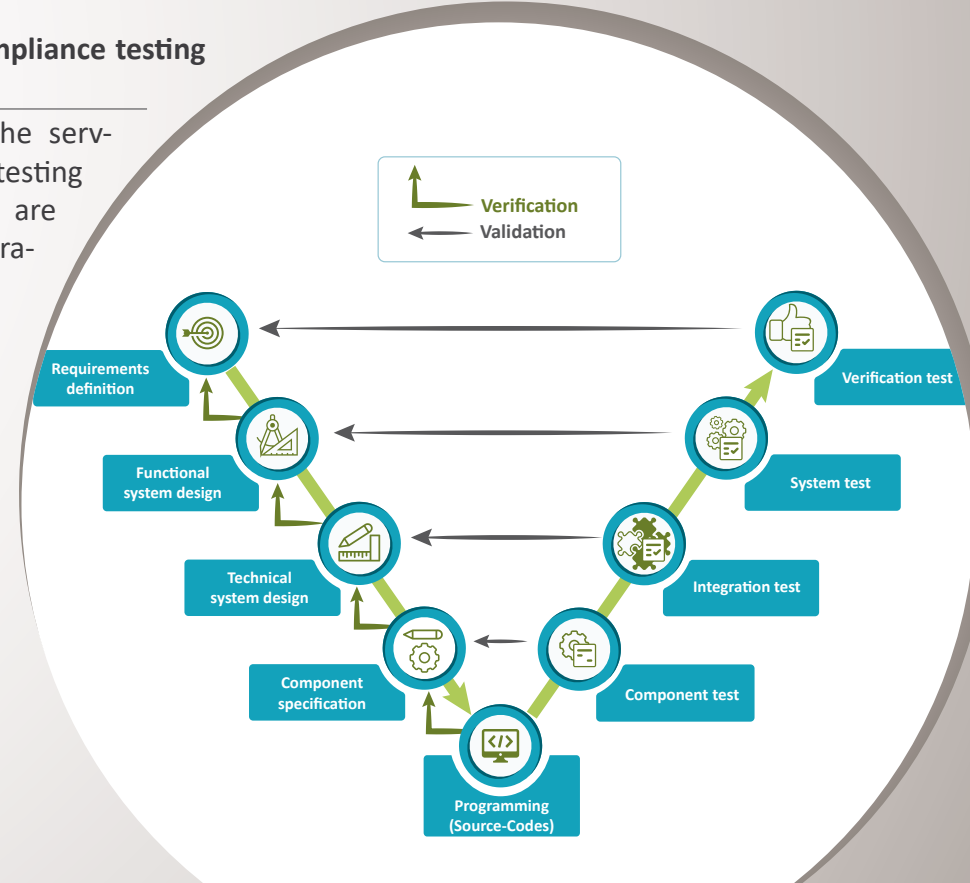 mpliance testing
he serv-
testing
are
ra-
Verification
Validation
Requirements
definition
Verification test
Functional
system design
System test
Technical
system design
Integration test
Component
specification
Component test
</>
Programming
(Source-Codes)